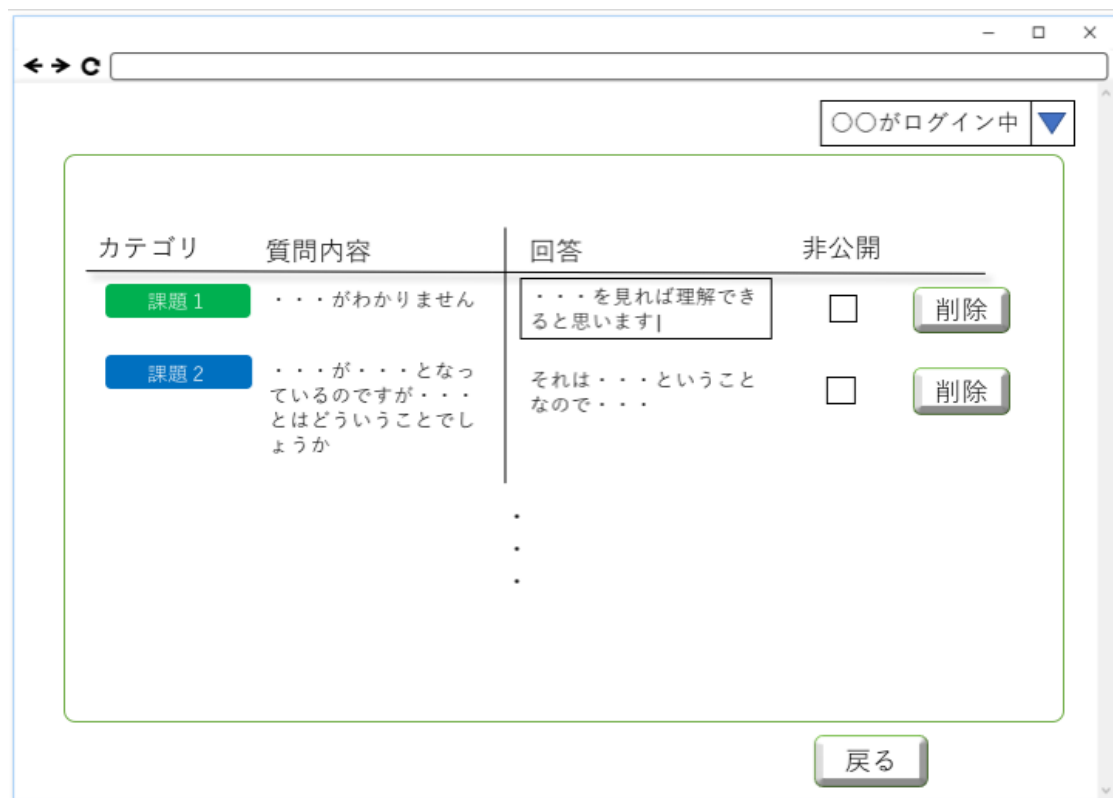 ○○がログイン中
カテゴリ 質問内容 回答 非公開
課題1 ・・・がわかりません ・・・を見れば理解でき
ると思います| 削除
課題2 ・・・が・・・となっ
ているのですが・・・
とはどういうことでし
ょうか
それは・・・ということ
なので・・・ 削除
・
・
・
戻る